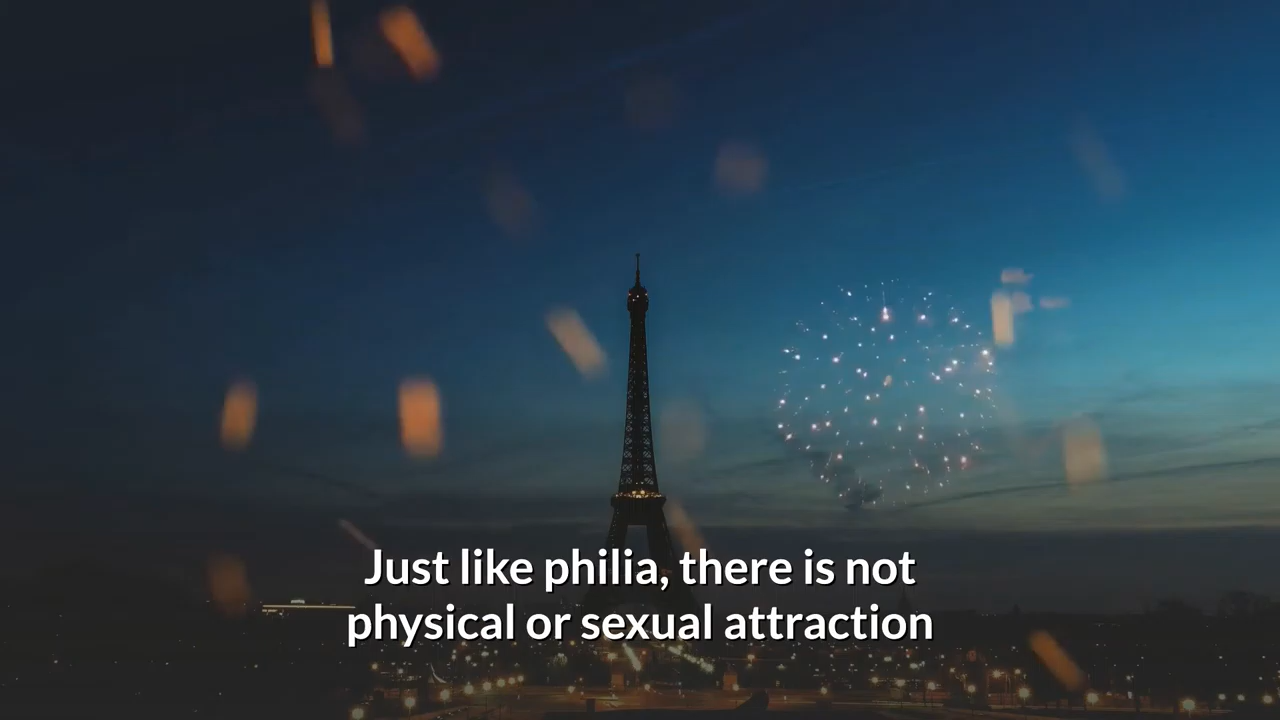 Just like philia, there is not
physical or sexual attraction